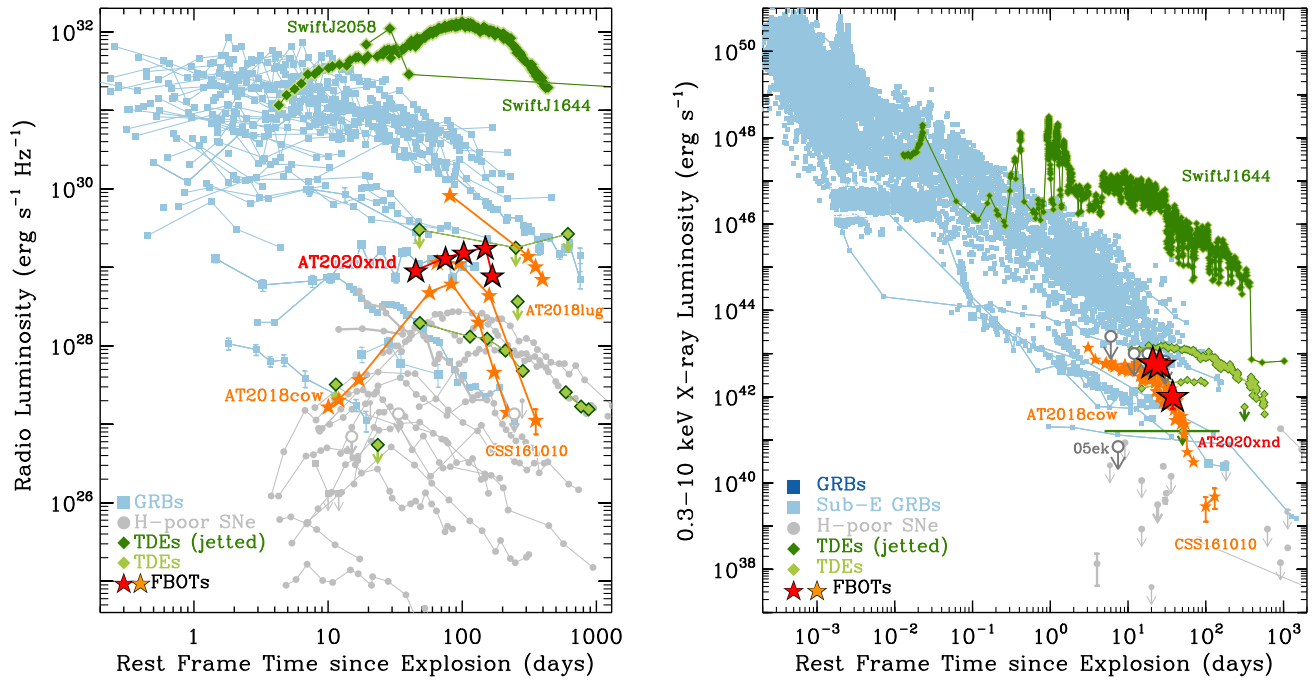 Radio Luminosity (erg s⁻¹ Hz⁻¹)
10³²
10³⁰
10²⁸
10²⁶
SwiftJ2058
SwiftJ1644
AT2020xnd
AT2018lug
AT2018cow
CSS161010
GRBs
H-poor SNe
TDEs (jetted)
TDEs
FBOTs
1
10
100
1000
Rest Frame Time since Explosion (days)
0.3-10 keV X-ray Luminosity (erg s⁻¹)
10⁵⁰
10⁴⁸
10⁴⁶
10⁴⁴
10⁴²
10⁴⁰
10³⁸
SwiftJ1644
AT2018cow
AT2020xnd
05ek
CSS161010
GRBs
Sub-E GRBs
H-poor SNe
TDEs (jetted)
TDEs
FBOTs
10⁻³
10⁻²
10⁻¹
10⁰
10¹
10²
10³
Rest Frame Time since Explosion (days)